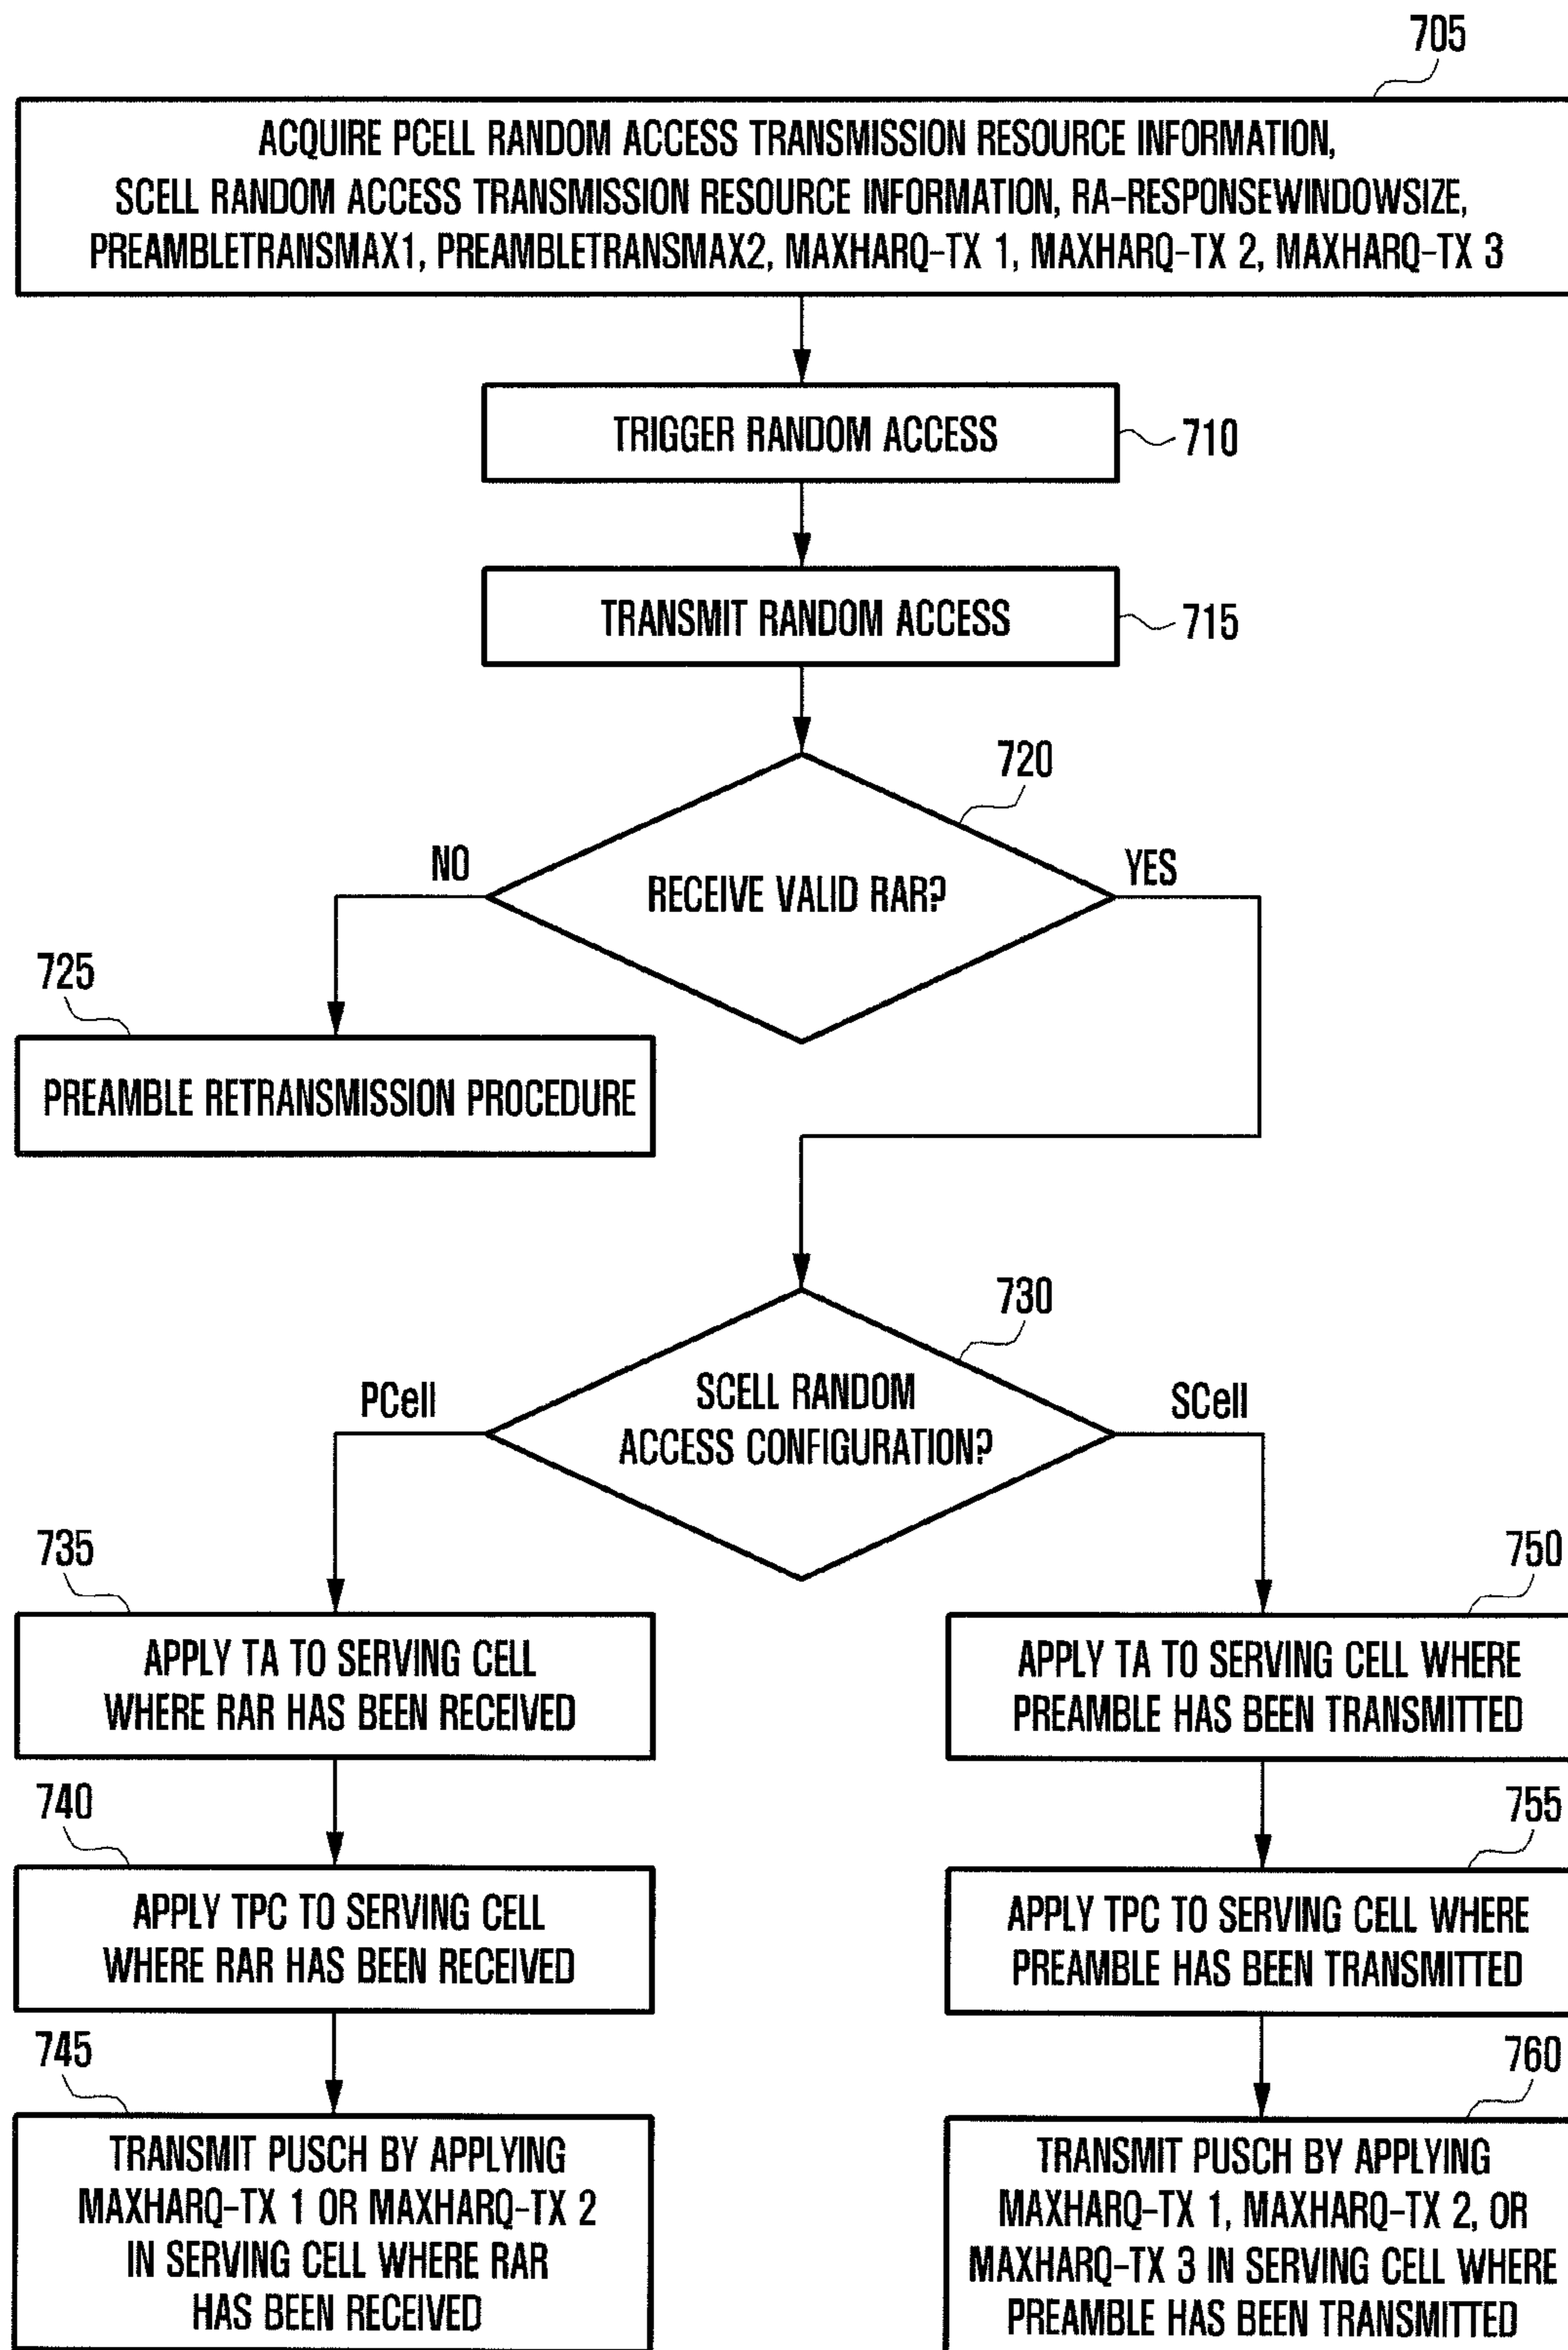 705
ACQUIRE PCELL RANDOM ACCESS TRANSMISSION RESOURCE INFORMATION,
SCELL RANDOM ACCESS TRANSMISSION RESOURCE INFORMATION, RA-RESPONSEWINDOWSIZE,
PREAMBLETRANSMAX1, PREAMBLETRANSMAX2, MAXHARQ-TX 1, MAXHARQ-TX 2, MAXHARQ-TX 3
TRIGGER RANDOM ACCESS
710
TRANSMIT RANDOM ACCESS
715
720
NO
RECEIVE VALID RAR?
YES
725
PREAMBLE RETRANSMISSION PROCEDURE
730
PCell
SCELL RANDOM
ACCESS CONFIGURATION?
SCell
735
APPLY TA TO SERVING CELL
WHERE RAR HAS BEEN RECEIVED
740
APPLY TPC TO SERVING CELL
WHERE RAR HAS BEEN RECEIVED
745
TRANSMIT PUSCH BY APPLYING
MAXHARQ-TX 1 OR MAXHARQ-TX 2
IN SERVING CELL WHERE RAR
HAS BEEN RECEIVED
750
APPLY TA TO SERVING CELL WHERE
PREAMBLE HAS BEEN TRANSMITTED
755
APPLY TPC TO SERVING CELL WHERE
PREAMBLE HAS BEEN TRANSMITTED
760
TRANSMIT PUSCH BY APPLYING
MAXHARQ-TX 1, MAXHARQ-TX 2, OR
MAXHARQ-TX 3 IN SERVING CELL WHERE
PREAMBLE HAS BEEN TRANSMITTED